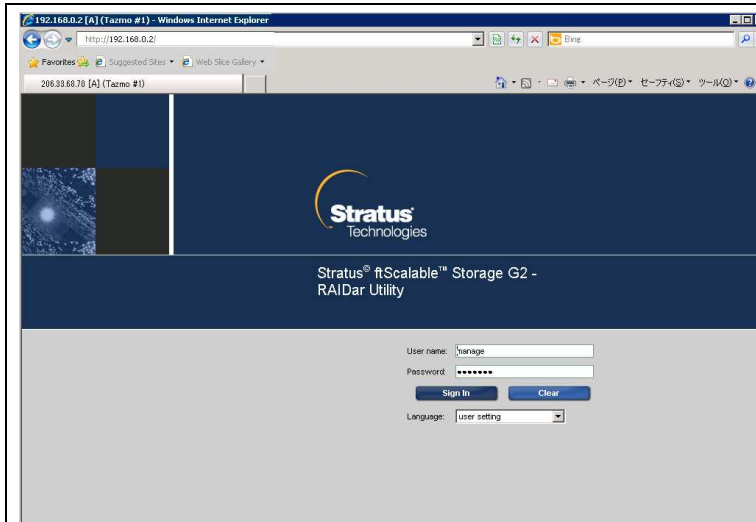 192.168.0.2 [A] (Tazmo #1) - Windows Internet Explorer
http://192.168.0.2/
Bing
Favorites
Suggested Sites
Web Slice Gallery
206.33.68.70 [A] (Tazmo #1)
ページ(P)
セーフティ(S)
ツール(O)
Stratus
Technologies
Stratus® ftScalable™ Storage G2 -
RAIDar Utility
User name: manage
Password: •••••••
Sign In
Clear
Language: user setting